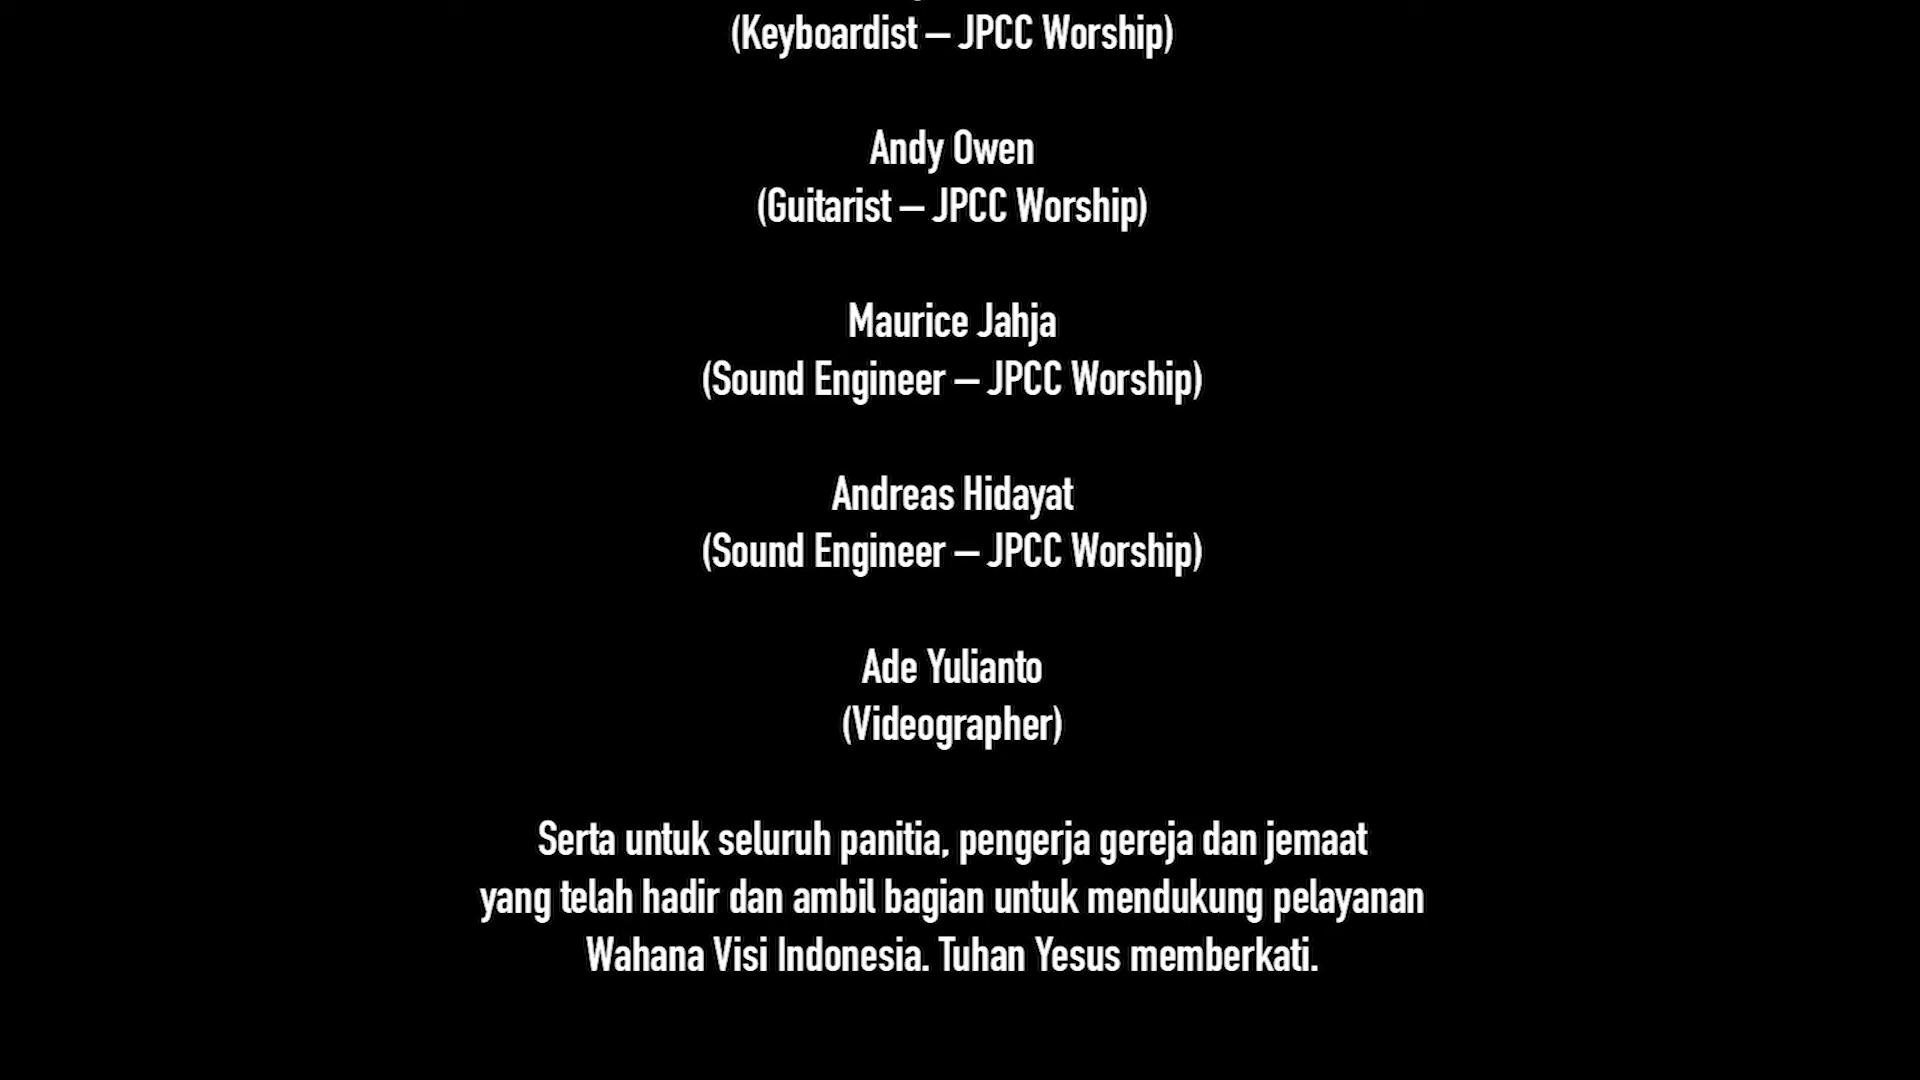 (Keyboardist – JPCC Worship)
Andy Owen
(Guitarist – JPCC Worship)
Maurice Jahja
(Sound Engineer – JPCC Worship)
Andreas Hidayat
(Sound Engineer – JPCC Worship)
Ade Yulianto
(Videographer)
Serta untuk seluruh panitia, pengerja gereja dan jemaat
yang telah hadir dan ambil bagian untuk mendukung pelayanan
Wahana Visi Indonesia. Tuhan Yesus memberkati.